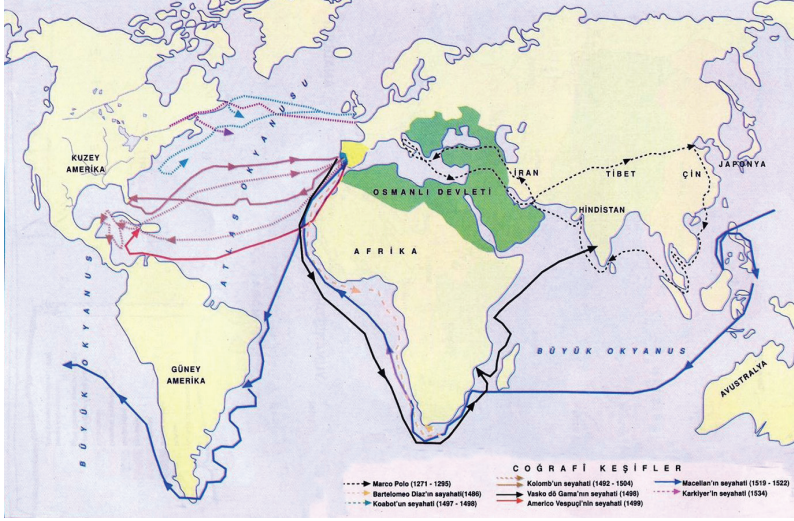 KUZEY
AMERIKA
ATLAS OKYANUSU
OSMANLI DEVLETİ
İRAN
TİBET
ÇİN
JAPONYA
HİNDİSTAN
AFRİKA
BÜYÜK OKYANUS
GÜNEY
AMERİKA
BÜYÜK OKYANUS
AVUSTRALYA
COĞRAFİ KEŞİFLER
Marco Polo (1271 - 1295)
Bartelomeo Diaz'ın sayahati(1486)
Koabot'un seyahati (1497 - 1498)
Kolomb'un seyahati (1492 - 1504)
Vasko dö Gama'nın seyahati (1498)
Americo Vespuçi'nin seyahati (1499)
Macellan'ın seyahati (1519 - 1522)
Karkiyer'in seyahati (1534)